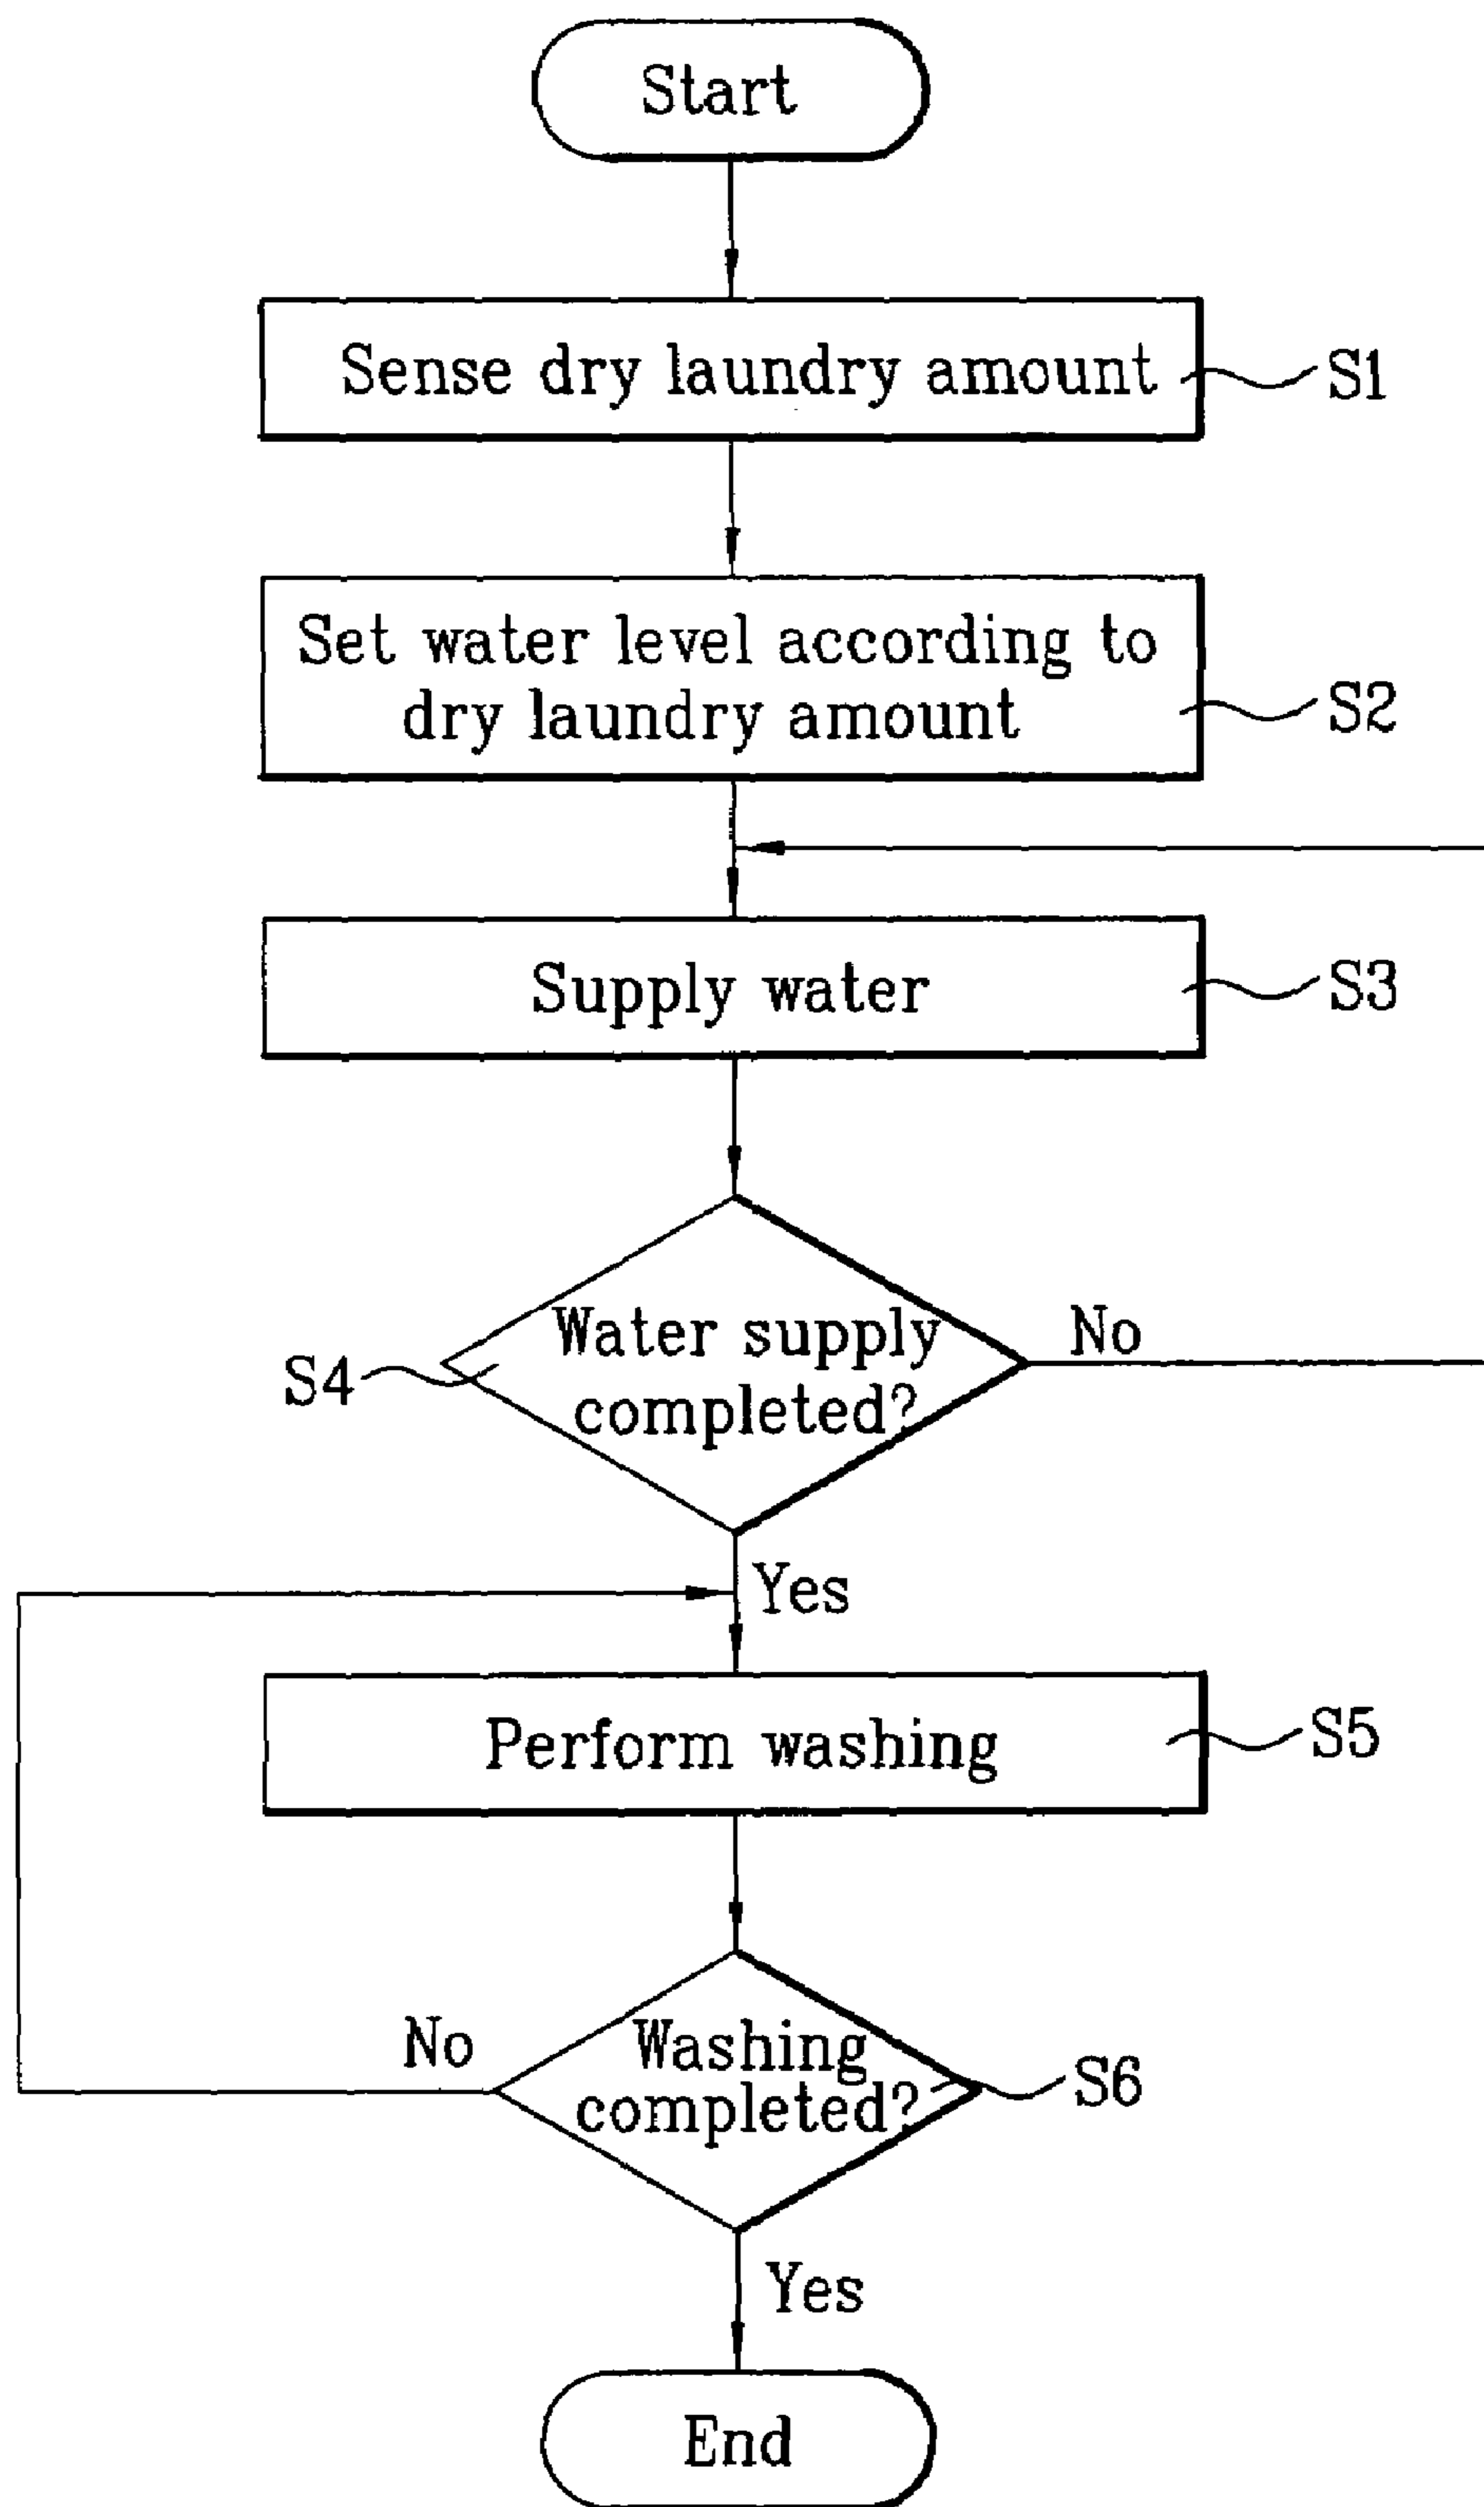 Start
Sense dry laundry amount
S1
Set water level according to
dry laundry amount
S2
Supply water
S3
Water supply
completed?
S4
No
Yes
Perform washing
S5
Washing
completed?
No
S6
Yes
End